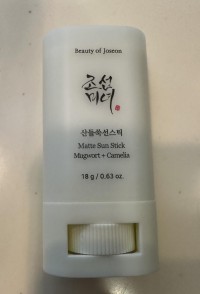 Beauty of Joseon
조선
미녀
산들쑥선스틱
Matte Sun Stick
Mugwort + Camelia
18 g / 0.63 oz.